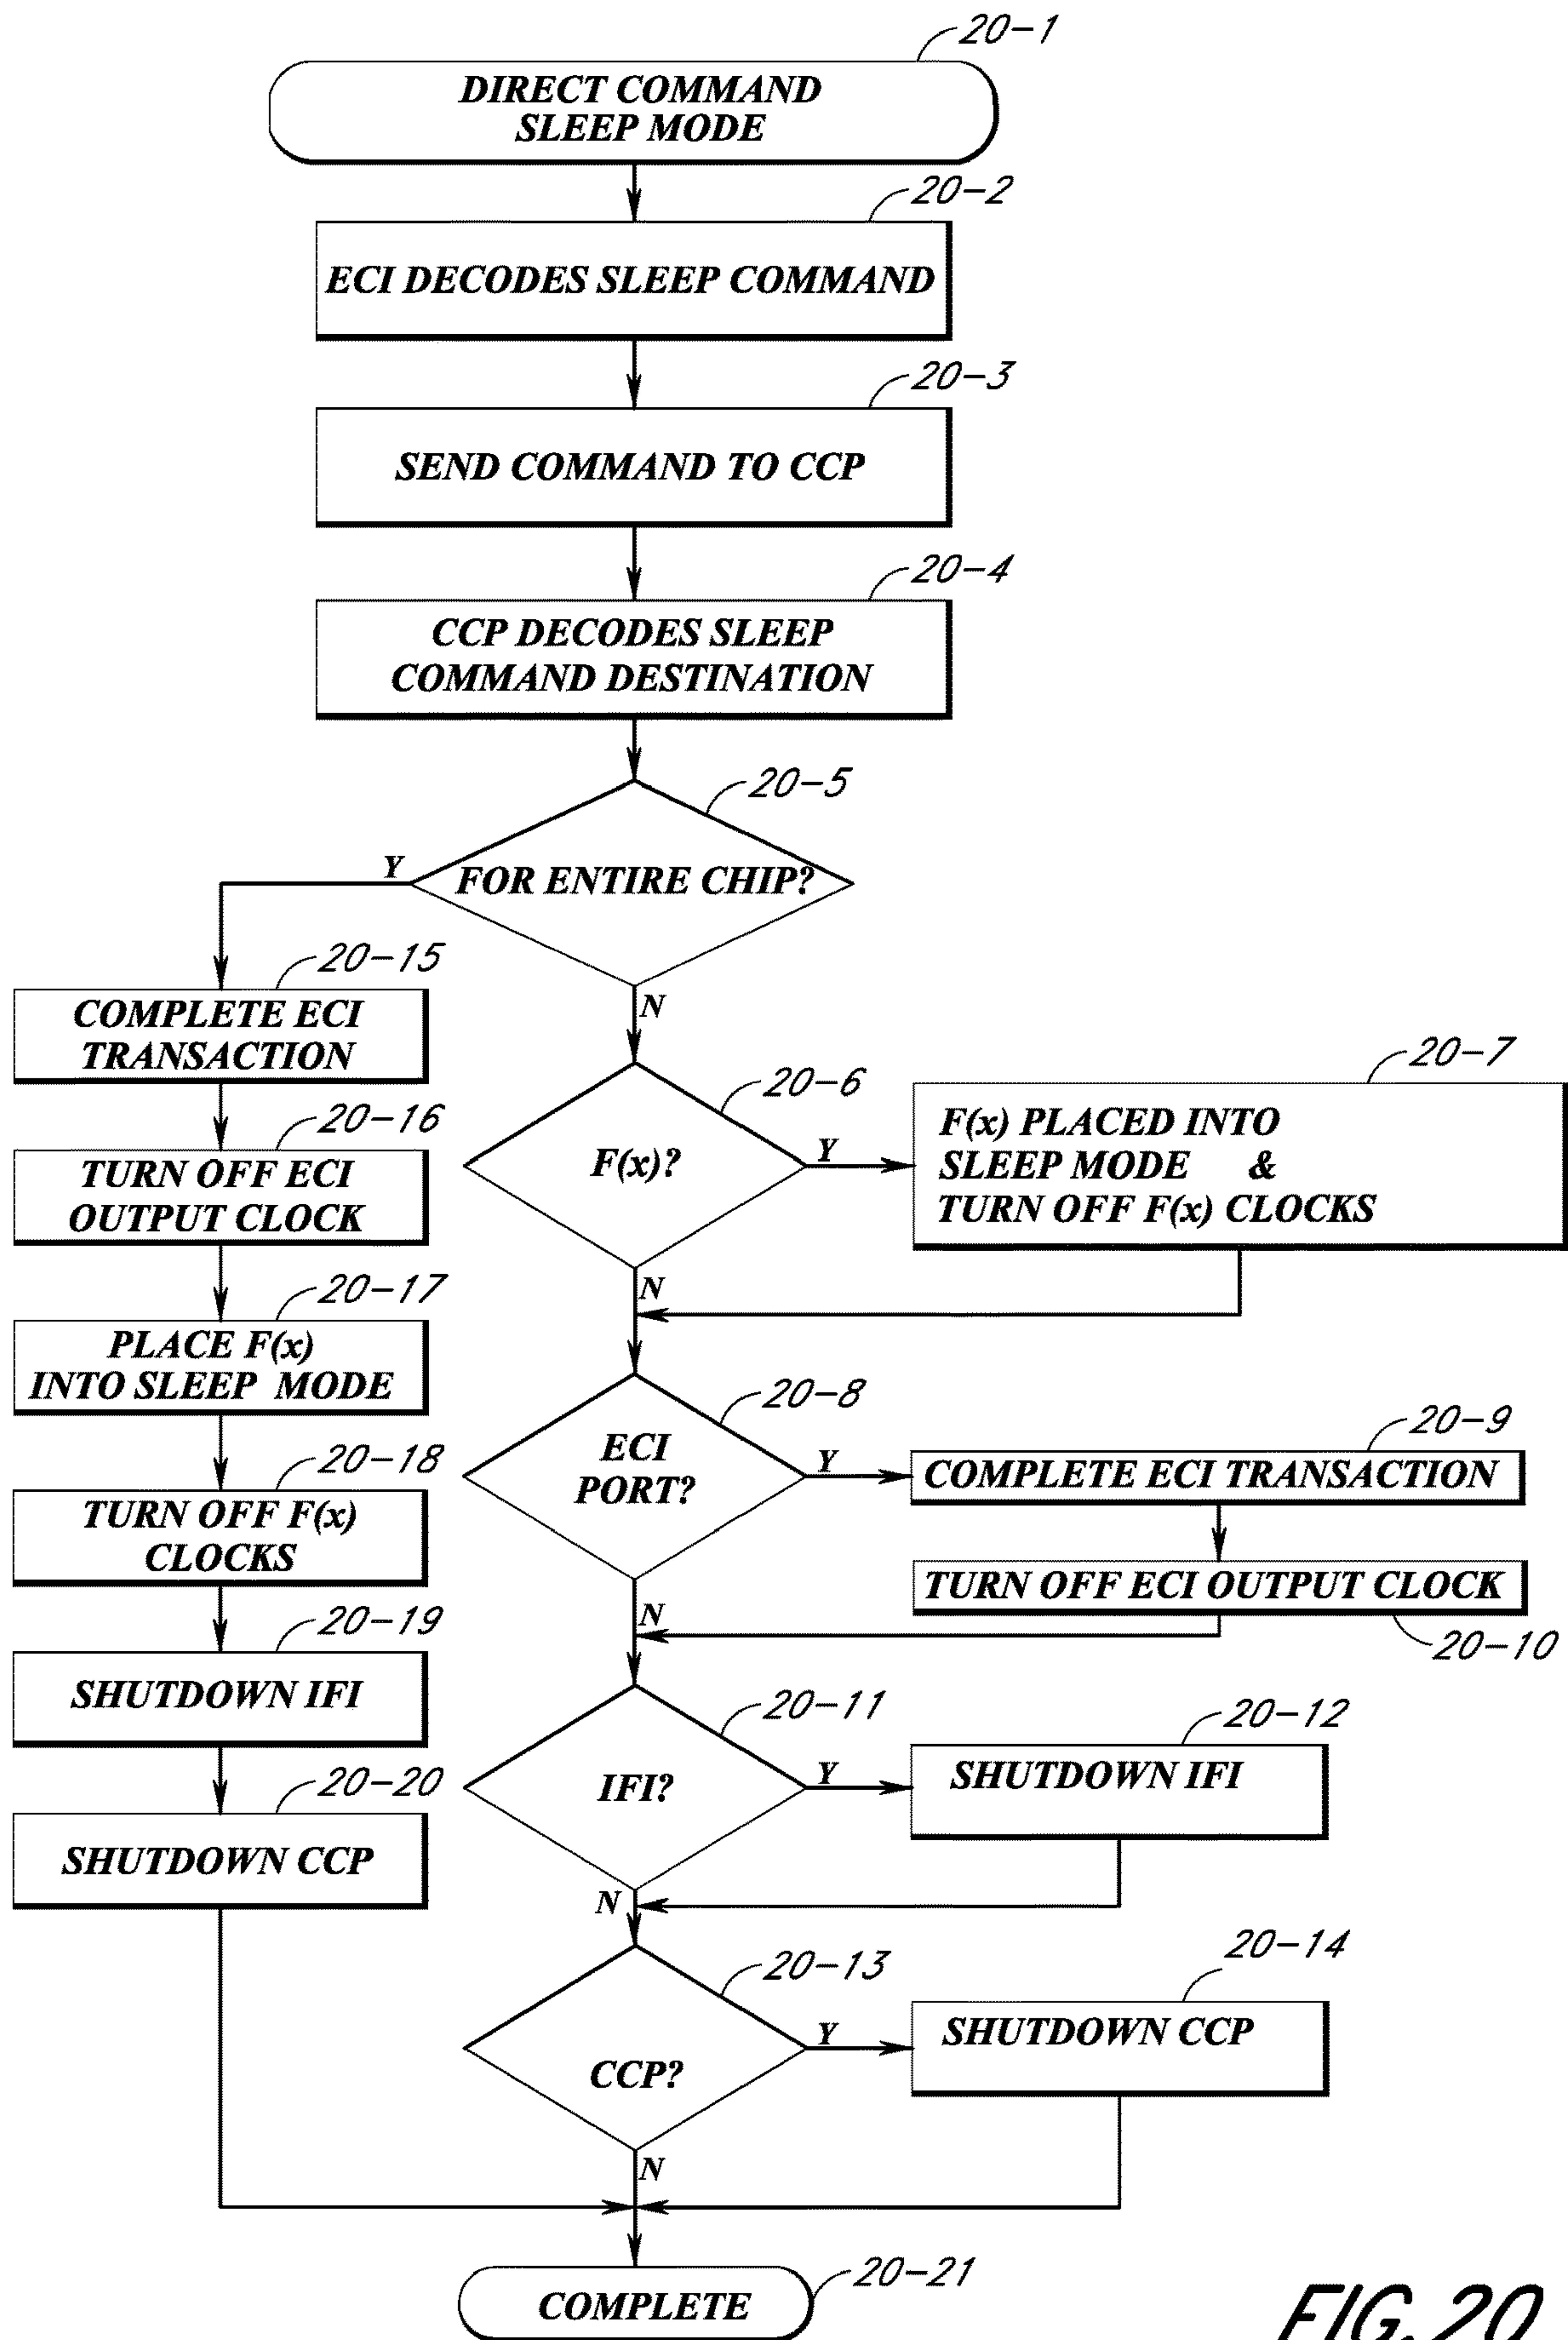 20-1
DIRECT COMMAND
SLEEP MODE
20-2
ECI DECODES SLEEP COMMAND
20-3
SEND COMMAND TO CCP
20-4
CCP DECODES SLEEP
COMMAND DESTINATION
20-5
FOR ENTIRE CHIP?
Y
N
20-15
COMPLETE ECI
TRANSACTION
20-16
TURN OFF ECI
OUTPUT CLOCK
20-17
PLACE F(x)
INTO SLEEP MODE
20-18
TURN OFF F(x)
CLOCKS
20-19
SHUTDOWN IFI
20-20
SHUTDOWN CCP
20-6
F(x)?
Y
N
20-7
F(x) PLACED INTO
SLEEP MODE &
TURN OFF F(x) CLOCKS
20-8
ECI
PORT?
Y
N
20-9
COMPLETE ECI TRANSACTION
TURN OFF ECI OUTPUT CLOCK
20-10
20-11
IFI?
Y
N
20-12
SHUTDOWN IFI
20-13
CCP?
Y
N
20-14
SHUTDOWN CCP
20-21
COMPLETE
FIG. 20